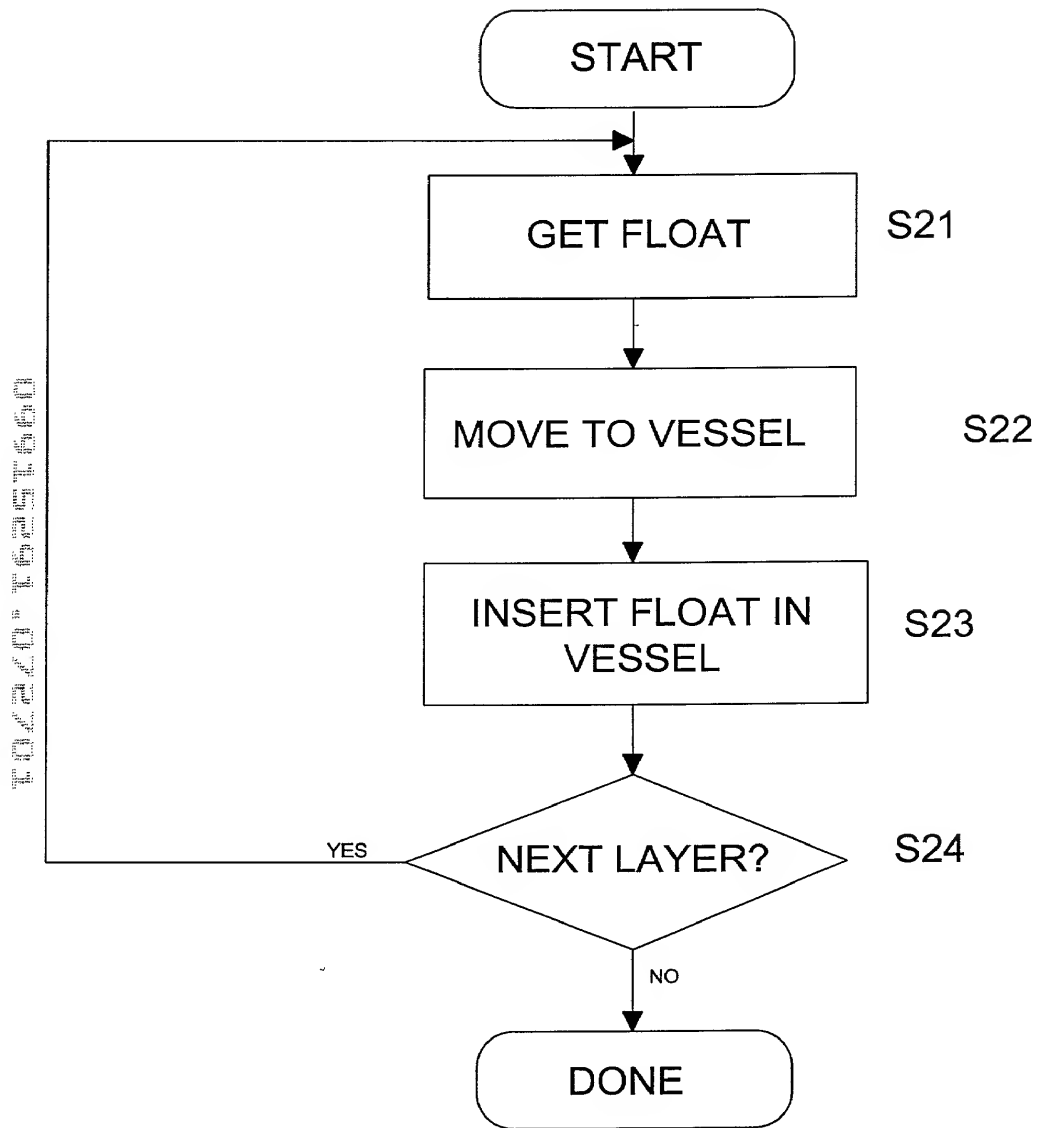 START
GET FLOAT
S21
MOVE TO VESSEL
S22
INSERT FLOAT IN
VESSEL
S23
NEXT LAYER?
S24
YES
NO
DONE